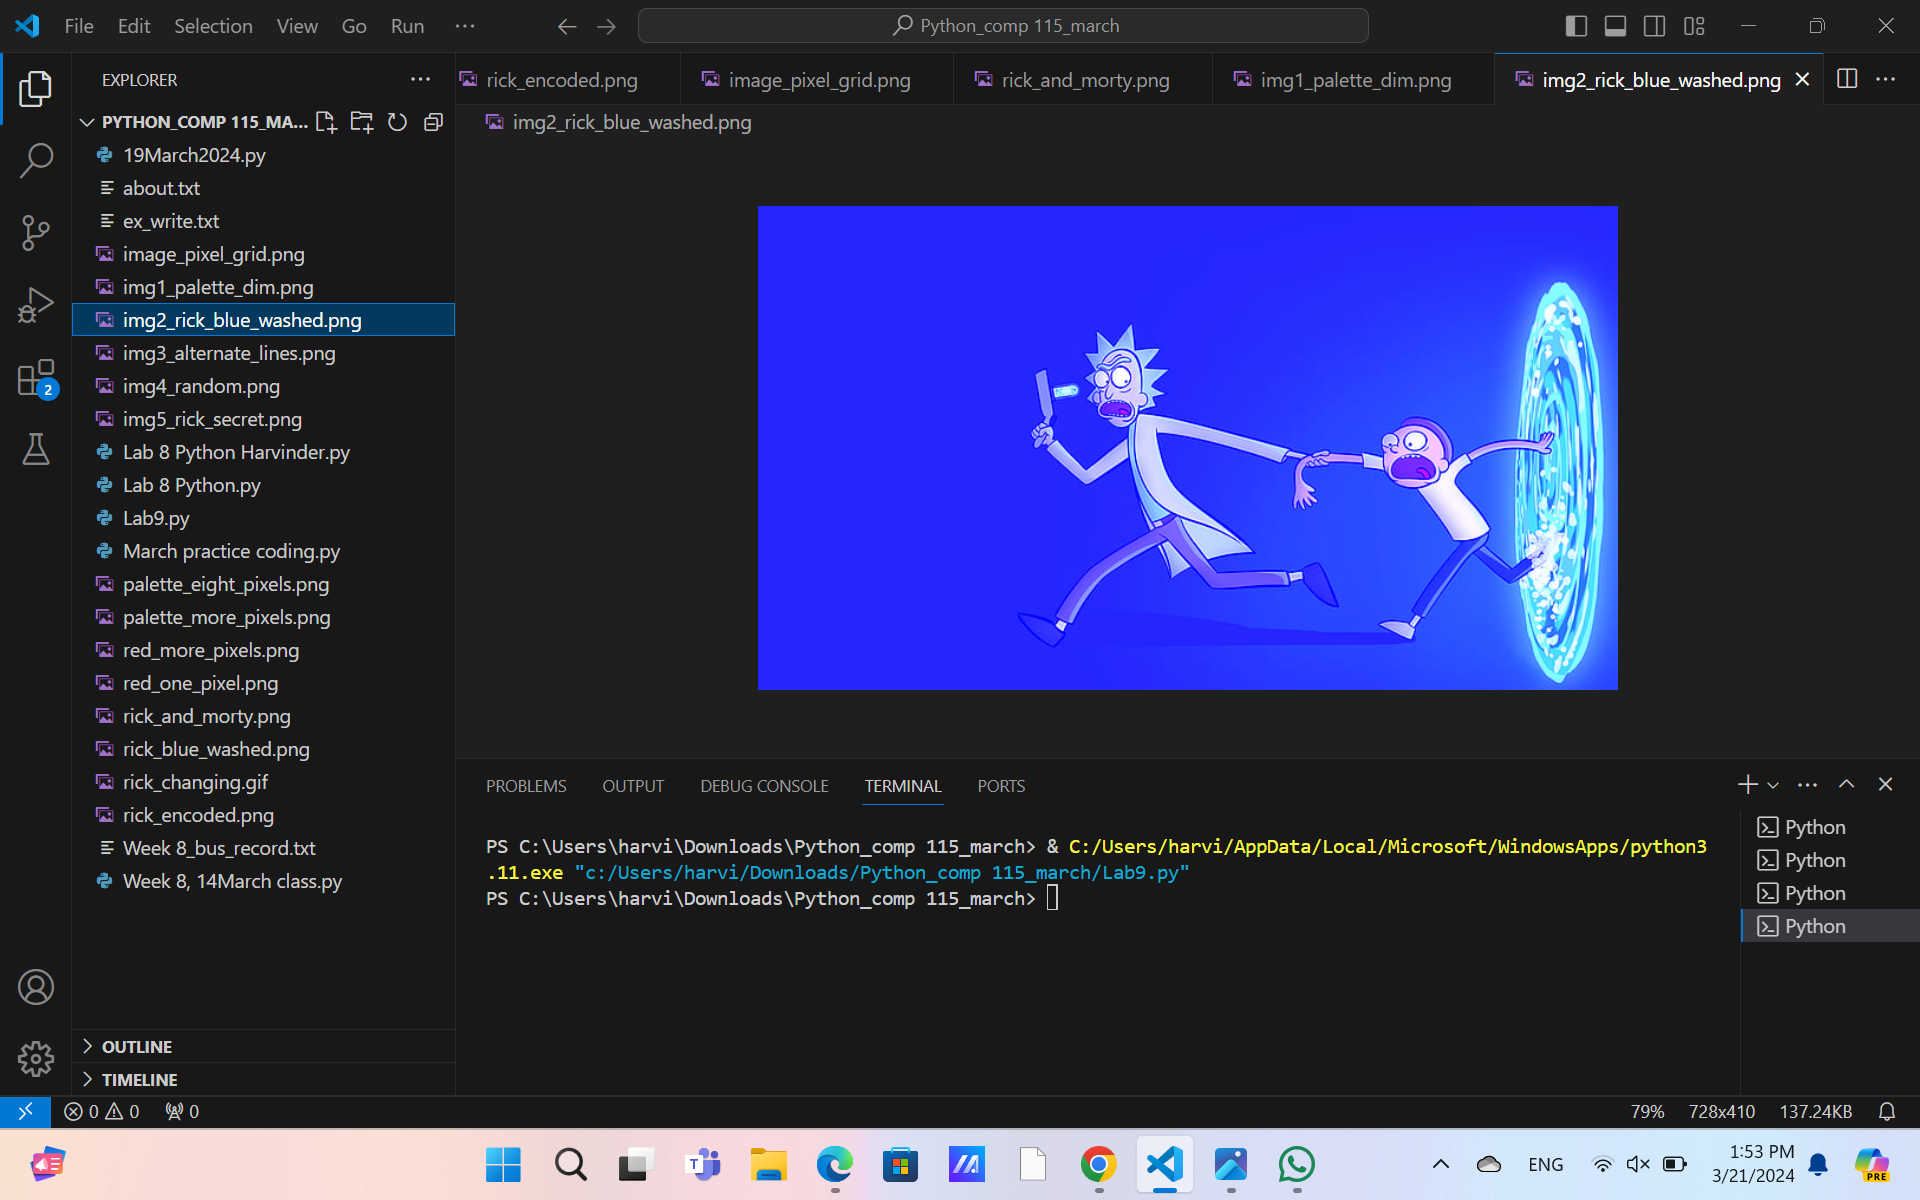 File Edit Selection View Go Run ···
Python_comp 115_march
EXPLORER
rick_encoded.png
image_pixel_grid.png
rick_and_morty.png
img1_palette_dim.png
img2_rick_blue_washed.png
PYTHON_COMP 115_MA...
img2_rick_blue_washed.png
19March2024.py
about.txt
ex_write.txt
image_pixel_grid.png
img1_palette_dim.png
img2_rick_blue_washed.png
img3_alternate_lines.png
img4_random.png
img5_rick_secret.png
Lab 8 Python Harvinder.py
Lab 8 Python.py
Lab9.py
March practice coding.py
palette_eight_pixels.png
palette_more_pixels.png
red_more_pixels.png
red_one_pixel.png
rick_and_morty.png
rick_blue_washed.png
rick_changing.gif
rick_encoded.png
Week 8_bus_record.txt
Week 8, 14March class.py
2
OUTLINE
TIMELINE
PROBLEMS OUTPUT DEBUG CONSOLE TERMINAL PORTS
PS C:\Users\harvi\Downloads\Python_comp 115_march> & C:/Users/harvi/AppData/Local/Microsoft/WindowsApps/python3
.11.exe "c:/Users/harvi/Downloads/Python_comp 115_march/Lab9.py"
PS C:\Users\harvi\Downloads\Python_comp 115_march>
Python
Python
Python
Python
0 0 0
79% 728x410 137.24KB
T
ENG
1:53 PM
3/21/2024
PRE